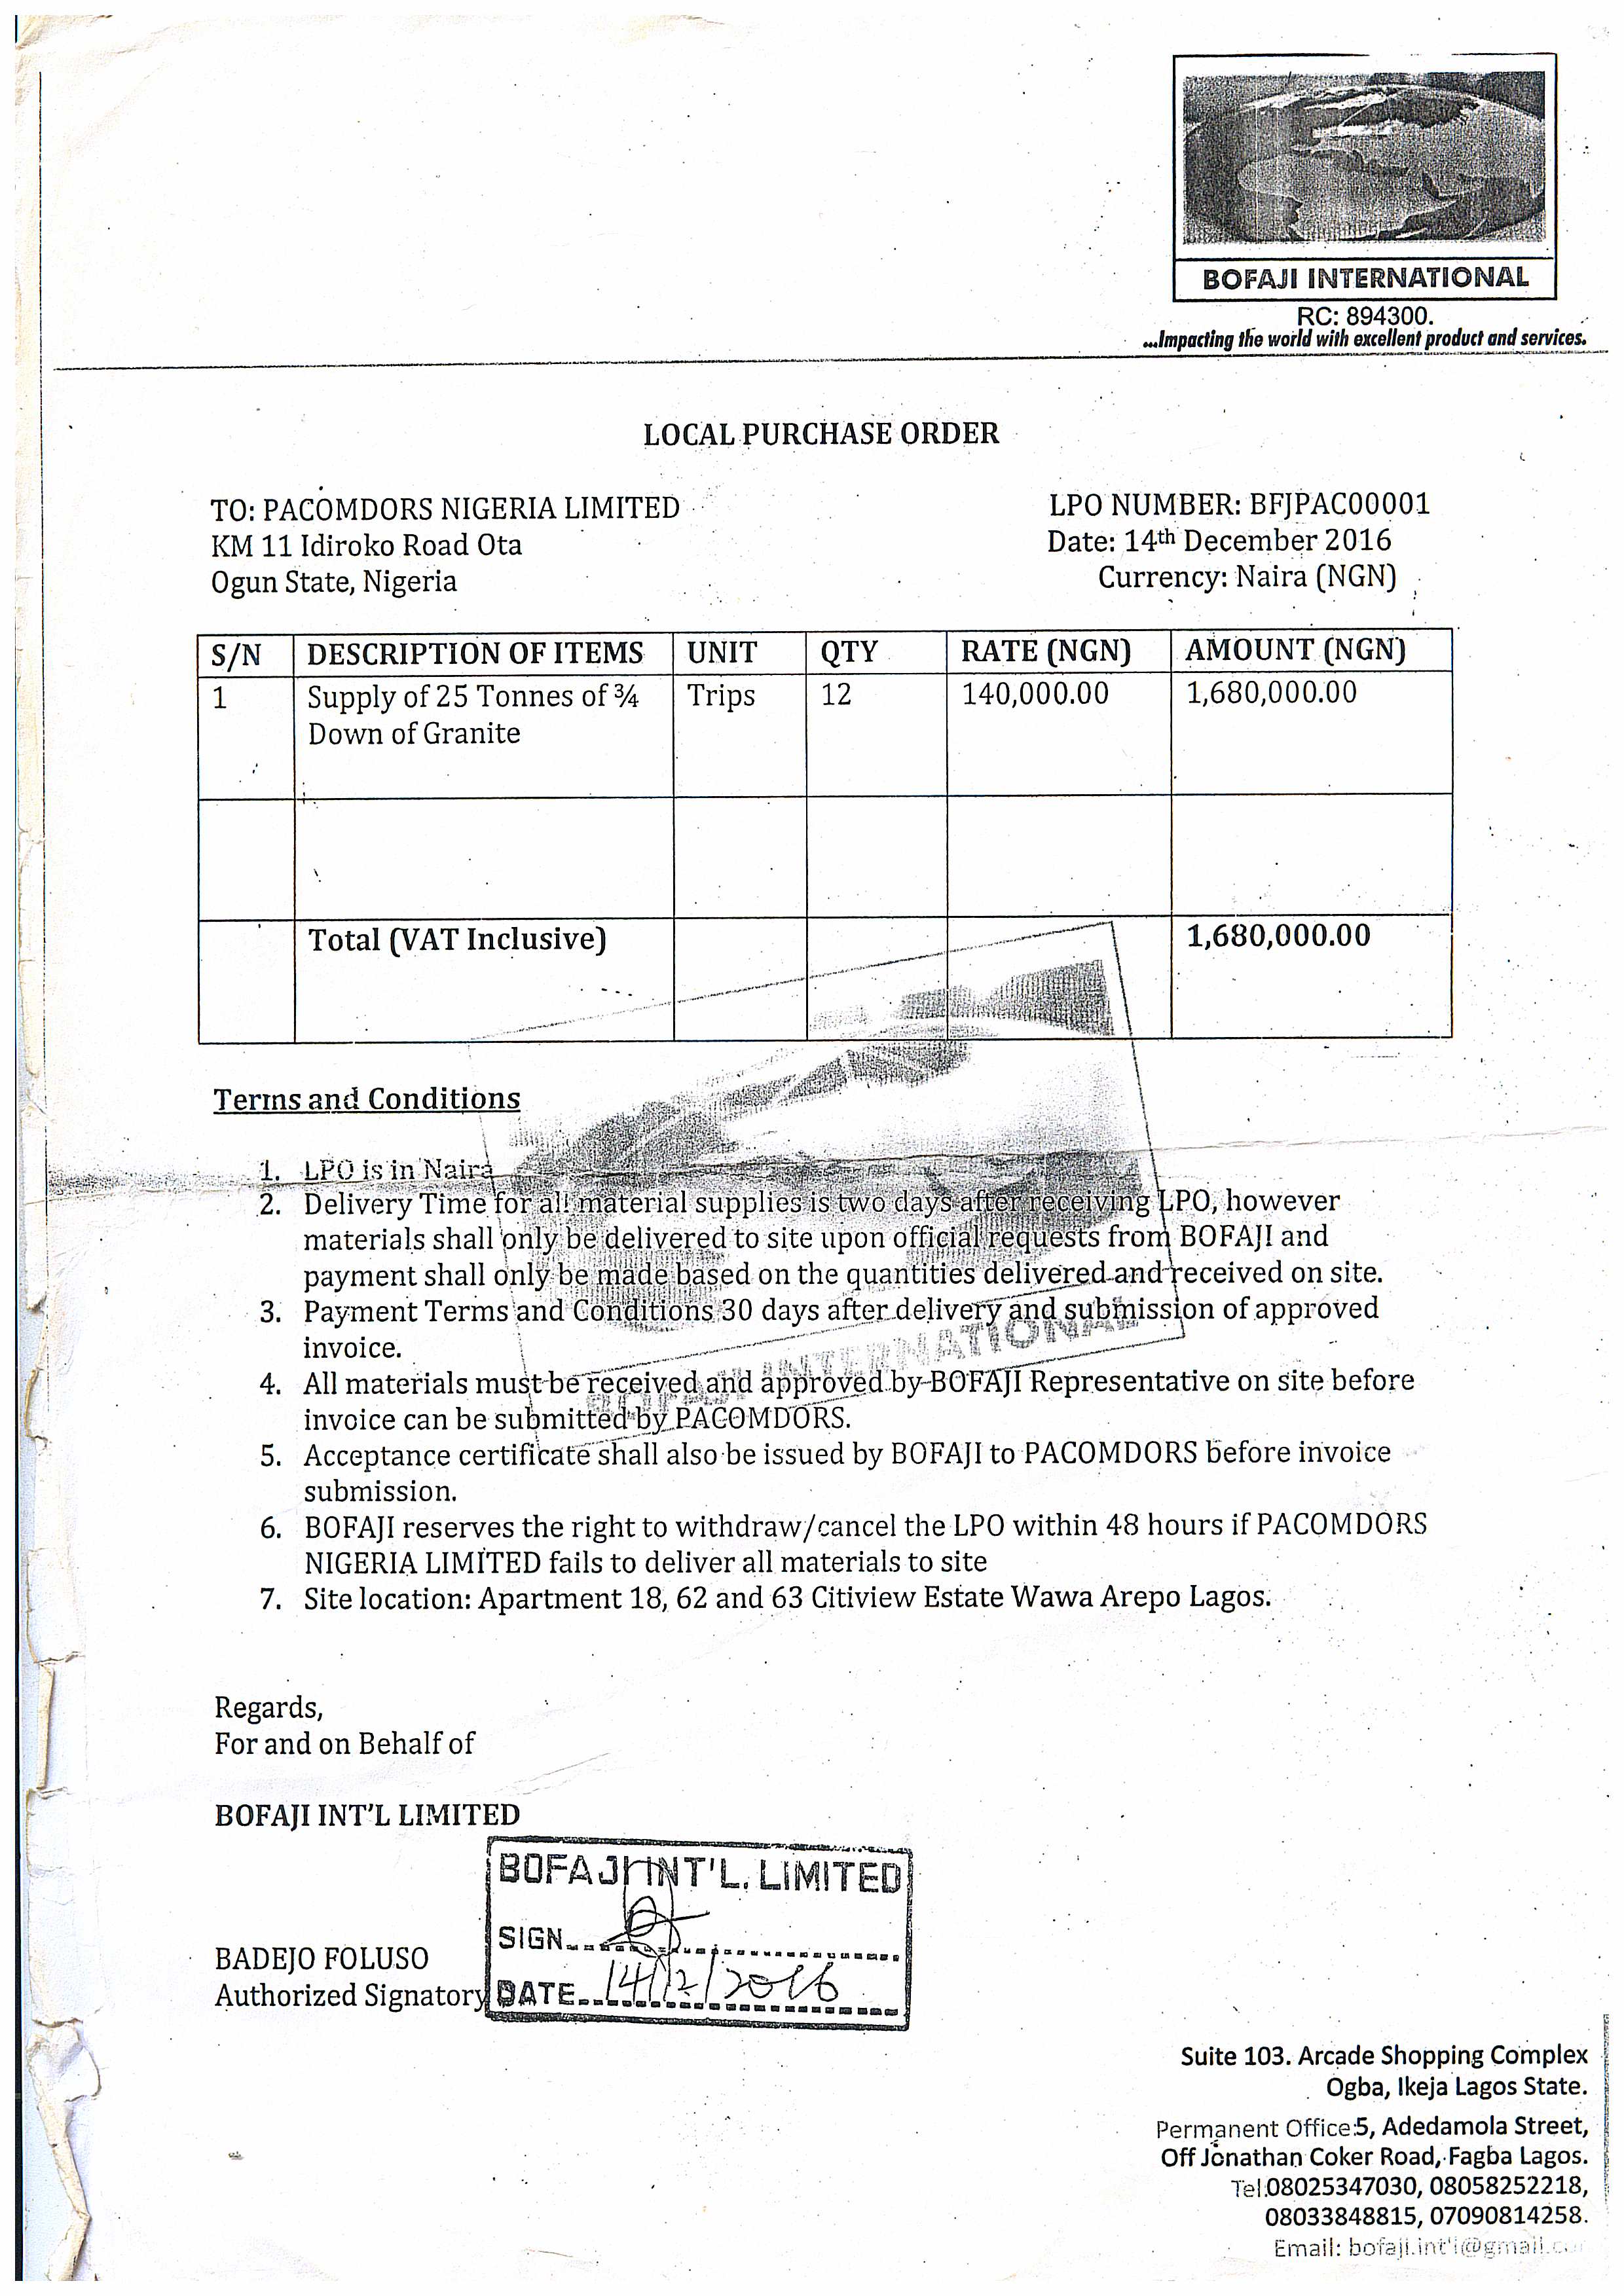 BOFAJI INTERNATIONAL
RC: 894300.
...Impacting the world with excellent product and services.
LOCAL PURCHASE ORDER
TO: PACOMDORS NIGERIA LIMITED
KM 11 Idiroko Road Ota
Ogun State, Nigeria
LPO NUMBER: BFJPAC00001
Date: 14th December 2016
Currency: Naira (NGN)
S/N DESCRIPTION OF ITEMS UNIT QTY RATE (NGN) AMOUNT (NGN)
1 Supply of 25 Tonnes of ¾ Trips 12 140,000.00 1,680,000.00
Down of Granite
Total (VAT Inclusive) 1,680,000.00
Terms and Conditions
1. LPO is in Naira
2. Delivery Time for all material supplies is two days after receiving LPO, however
materials shall only be delivered to site upon official requests from BOFAJI and
payment shall only be made based on the quantities delivered and received on site.
3. Payment Terms and Conditions 30 days after delivery and submission of approved
invoice.
BOFAJI INTERNATIONAL
4. All materials must be received and approved by BOFAJI Representative on site before
invoice can be submitted by PACOMDORS.
5. Acceptance certificate shall also be issued by BOFAJI to PACOMDORS before invoice
submission.
6. BOFAJI reserves the right to withdraw/cancel the LPO within 48 hours if PACOMDORS
NIGERIA LIMITED fails to deliver all materials to site
7. Site location: Apartment 18, 62 and 63 Citiview Estate Wawa Arepo Lagos.
Regards,
For and on Behalf of
BOFAJI INT'L LIMITED
BOFAJI INT'L. LIMITED
SIGN
DATE 14/12/2016
BADEJO FOLUSO
Authorized Signatory
Suite 103. Arcade Shopping Complex
Ogba, Ikeja Lagos State.
Permanent Office:5, Adedamola Street,
Off Jonathan Coker Road, Fagba Lagos.
Tel:08025347030, 08058252218,
08033848815, 07090814258.
Email: